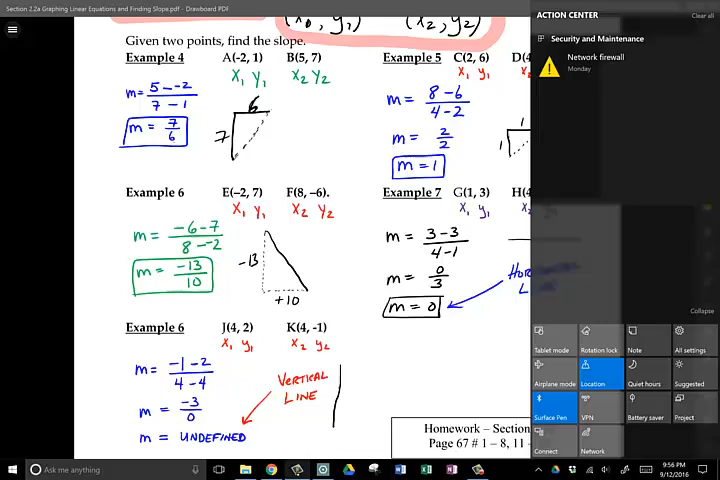 Section 2.2a Graphing Linear Equations and Finding Slope.pdf - Drawboard PDF
(x₀, y₁) (x₂, y₂)
Given two points, find the slope.
Example 4 A(-2, 1) B(5, 7)
X₁ Y₁ X₂ Y₂
m= 5 - -2 / 7 - 1
m = 7/6
6
7
Example 5 C(2, 6) D(4
X₁ y₁
m = 8 - 6 / 4 - 2
m = 2/2
m = 1
1
1
Example 6 E(−2, 7) F(8, −6).
X₁ Y₁ X₂ Y₂
m = -6 - 7 / 8 - -2
m = -13/10
-13
+10
Example 7 G(1, 3) H(4
X₁ y₁
m = 3 - 3 / 4 - 1
m = 0/3
m = 0
Example 6 J(4, 2) K(4, -1)
X₁ y₁ X₂ y₂
m = -1 - 2 / 4 - 4
m = -3/0
m = UNDEFINED
VERTICAL
LINE
Homework – Section
Page 67 # 1 – 8, 11 -
ACTION CENTER Clear all
Security and Maintenance
Network firewall
Monday
Collapse
Tablet mode Rotation lock Note All settings
Airplane mode Location Quiet hours Suggested
Surface Pen VPN Battery saver Project
Connect Network
Ask me anything
9:56 PM
9/12/2016